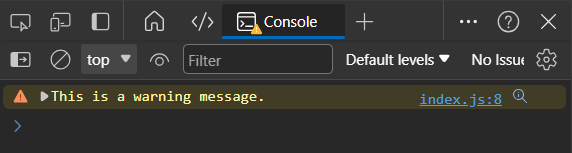 Console
top
Filter
Default levels
No Issue
This is a warning message.
index.js:8